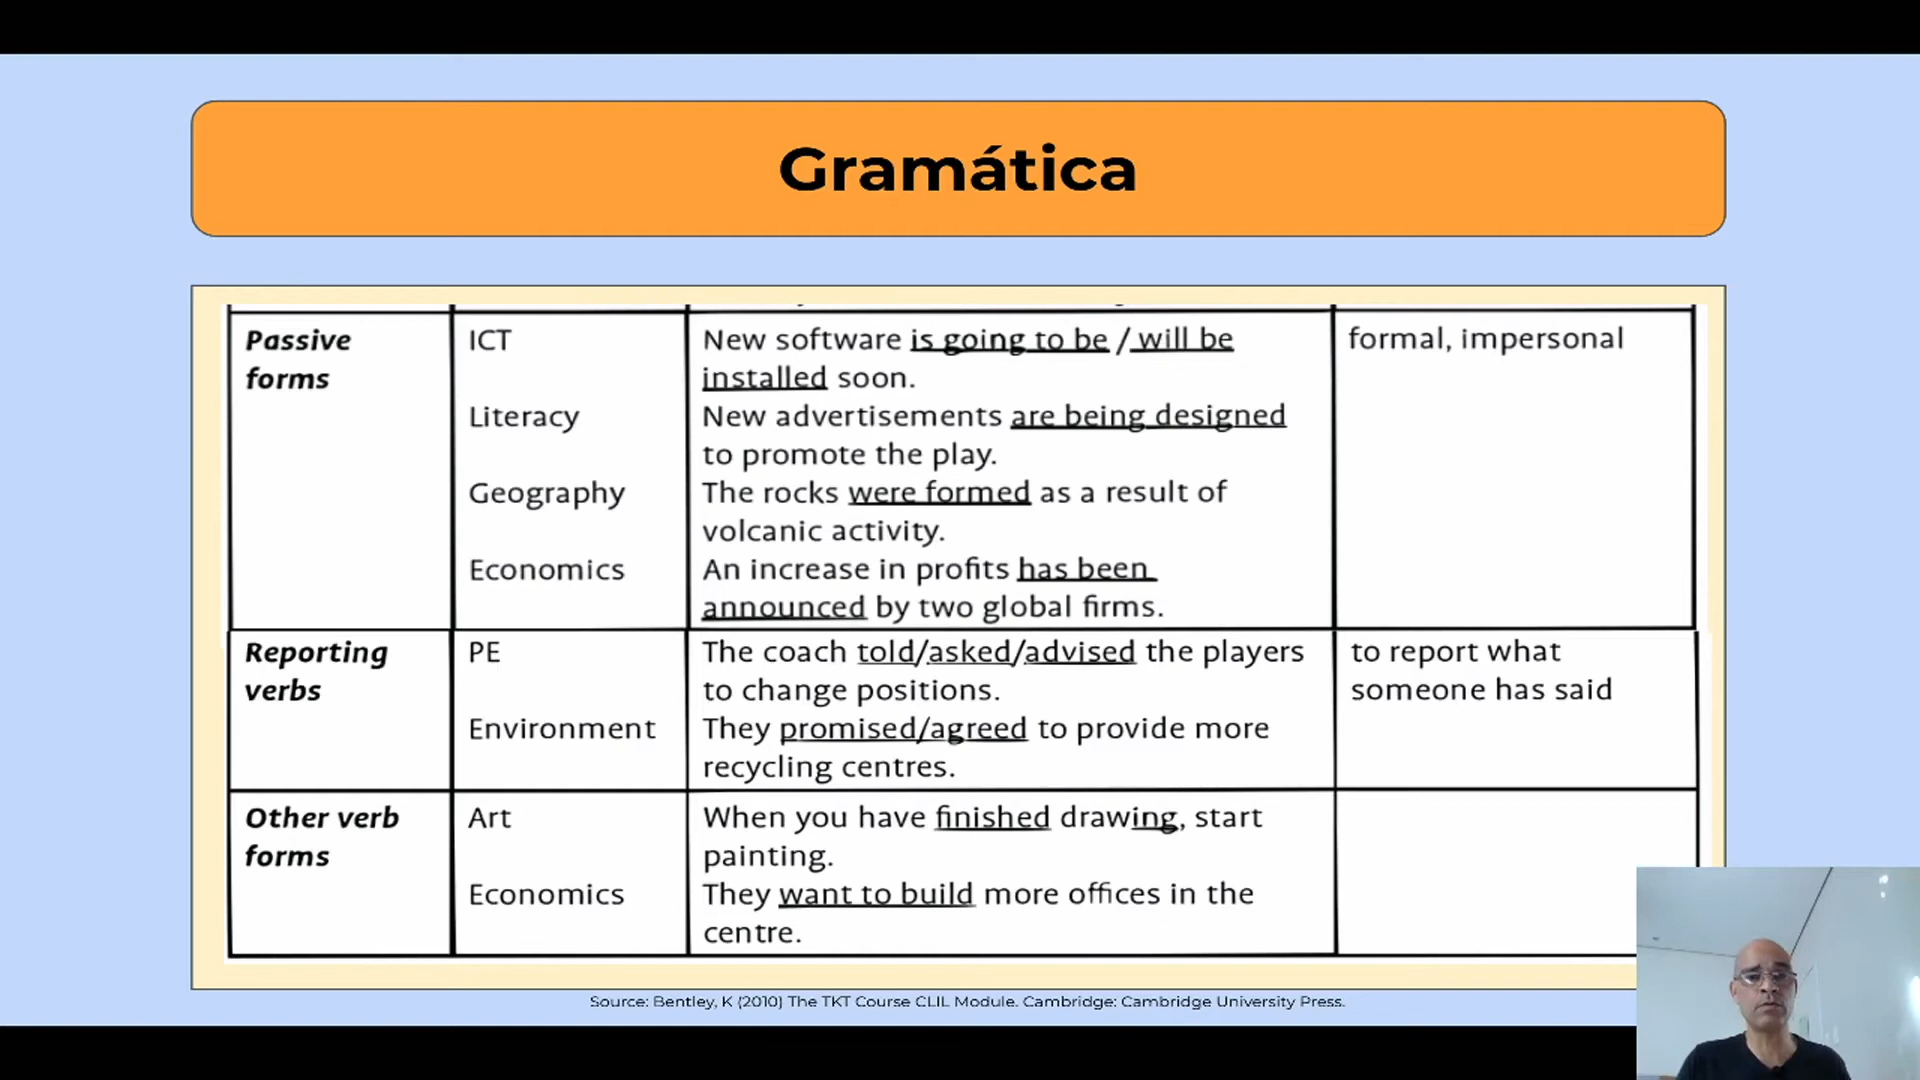 Gramática
Passive forms
ICT
New software is going to be / will be
installed soon.
formal, impersonal
Literacy
New advertisements are being designed
to promote the play.
Geography
The rocks were formed as a result of
volcanic activity.
Economics
An increase in profits has been
announced by two global firms.
Reporting verbs
PE
The coach told/asked/advised the players
to change positions.
to report what
someone has said
Environment
They promised/agreed to provide more
recycling centres.
Other verb forms
Art
When you have finished drawing, start
painting.
Economics
They want to build more offices in the
centre.
Source: Bentley, K (2010) The TKT Course CLIL Module. Cambridge: Cambridge University Press.